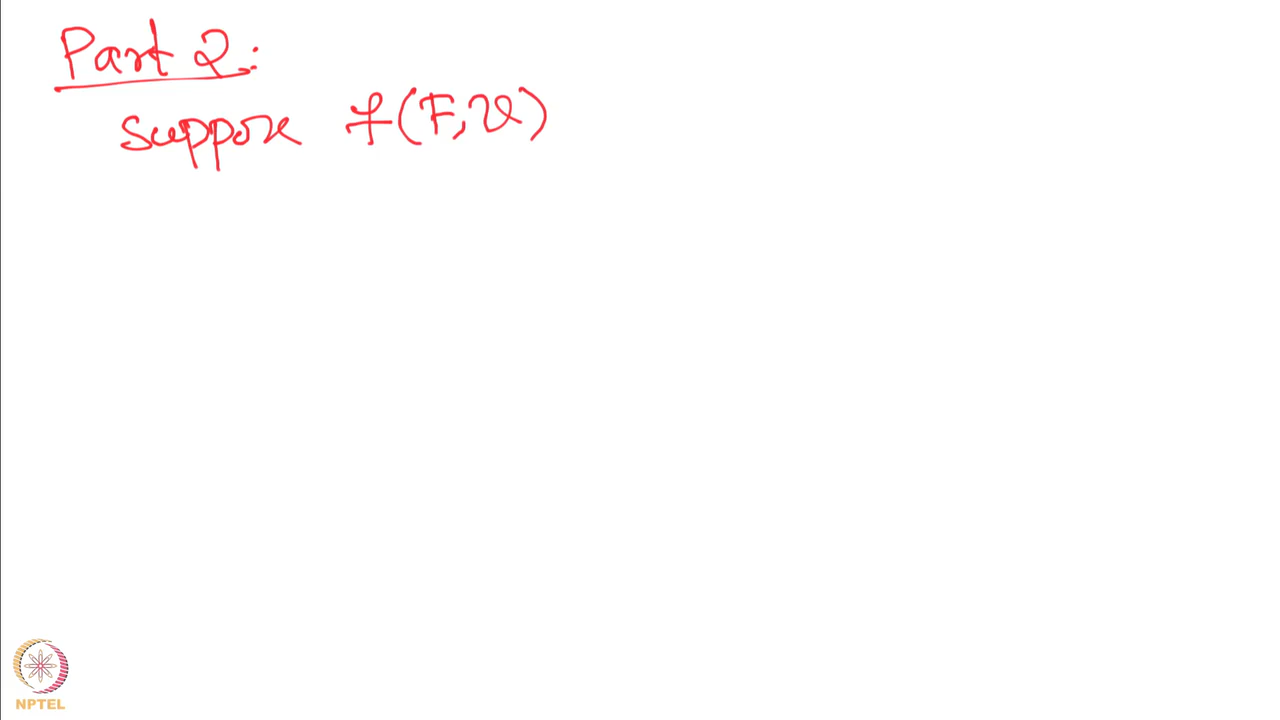 Part 2:
suppose f(F, ϑ)
NPTEL